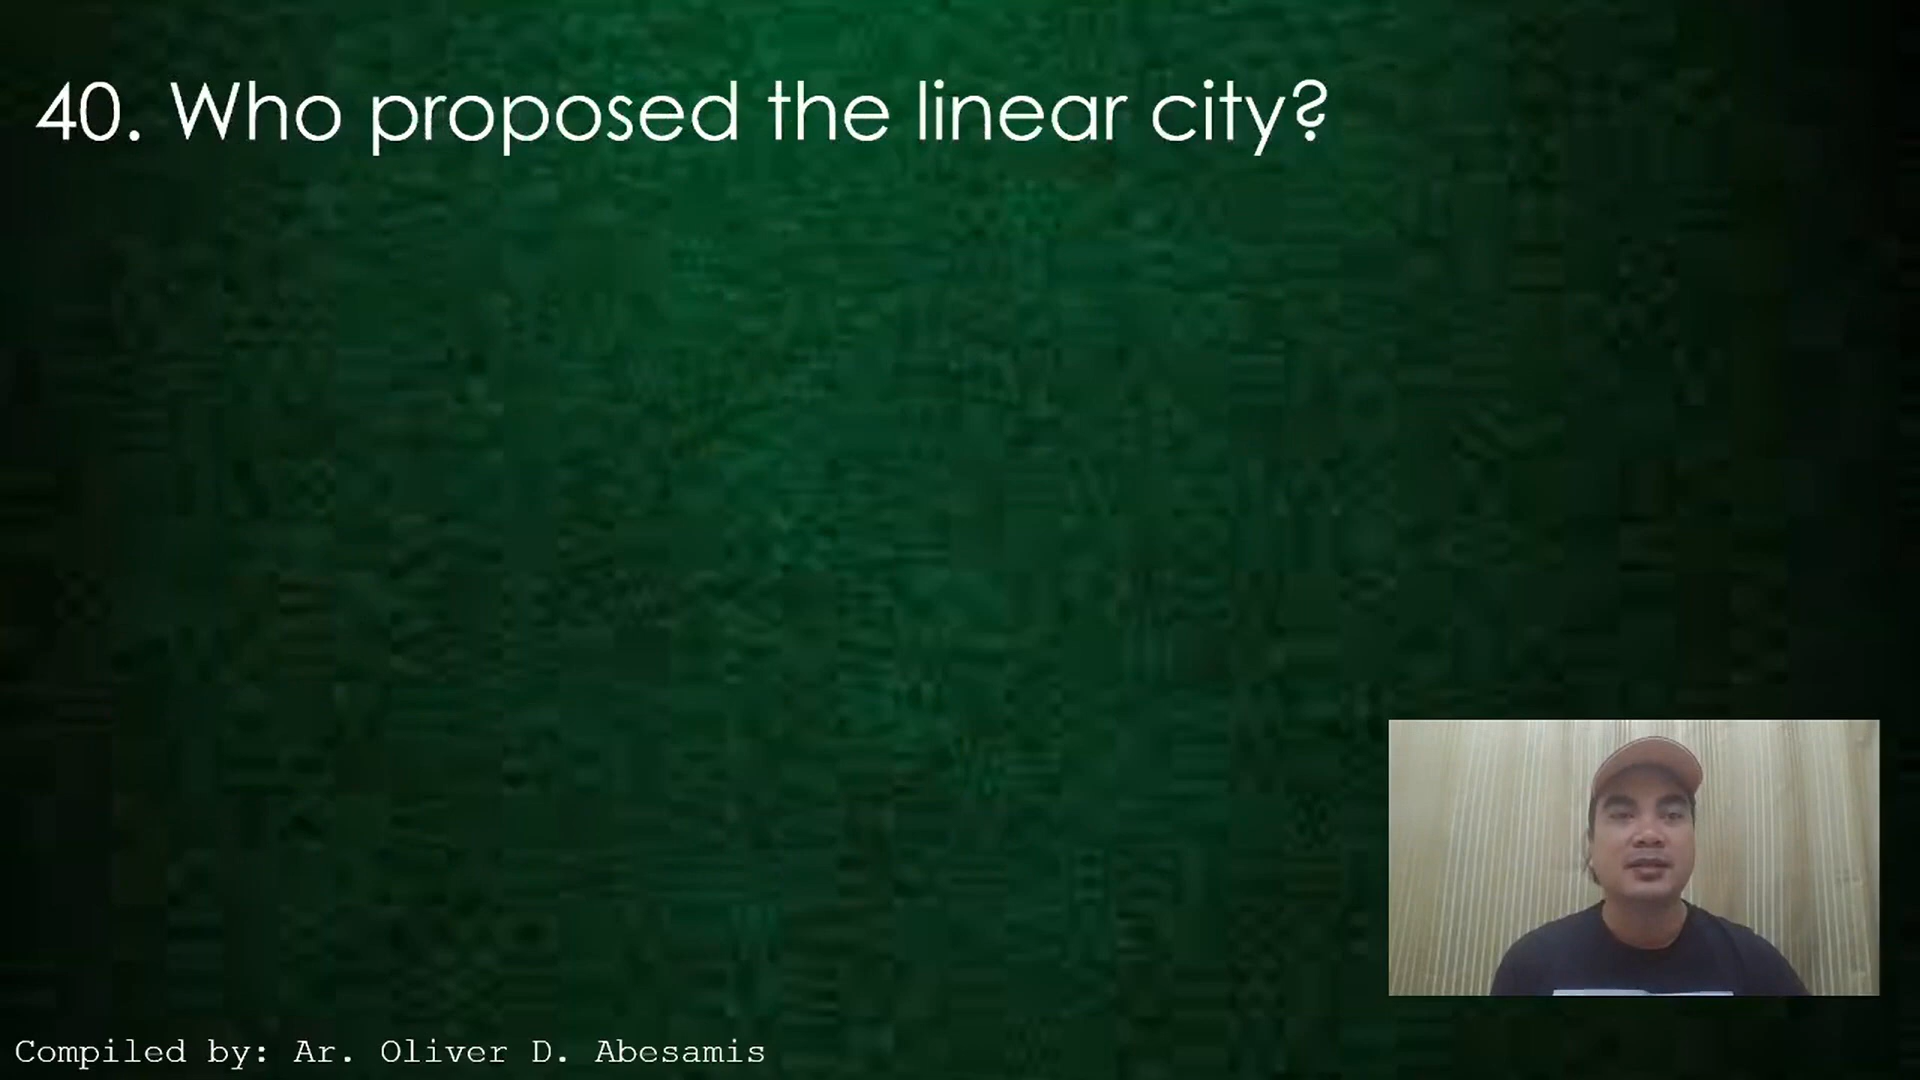 40. Who proposed the linear city?
Compiled by: Ar. Oliver D. Abesamis